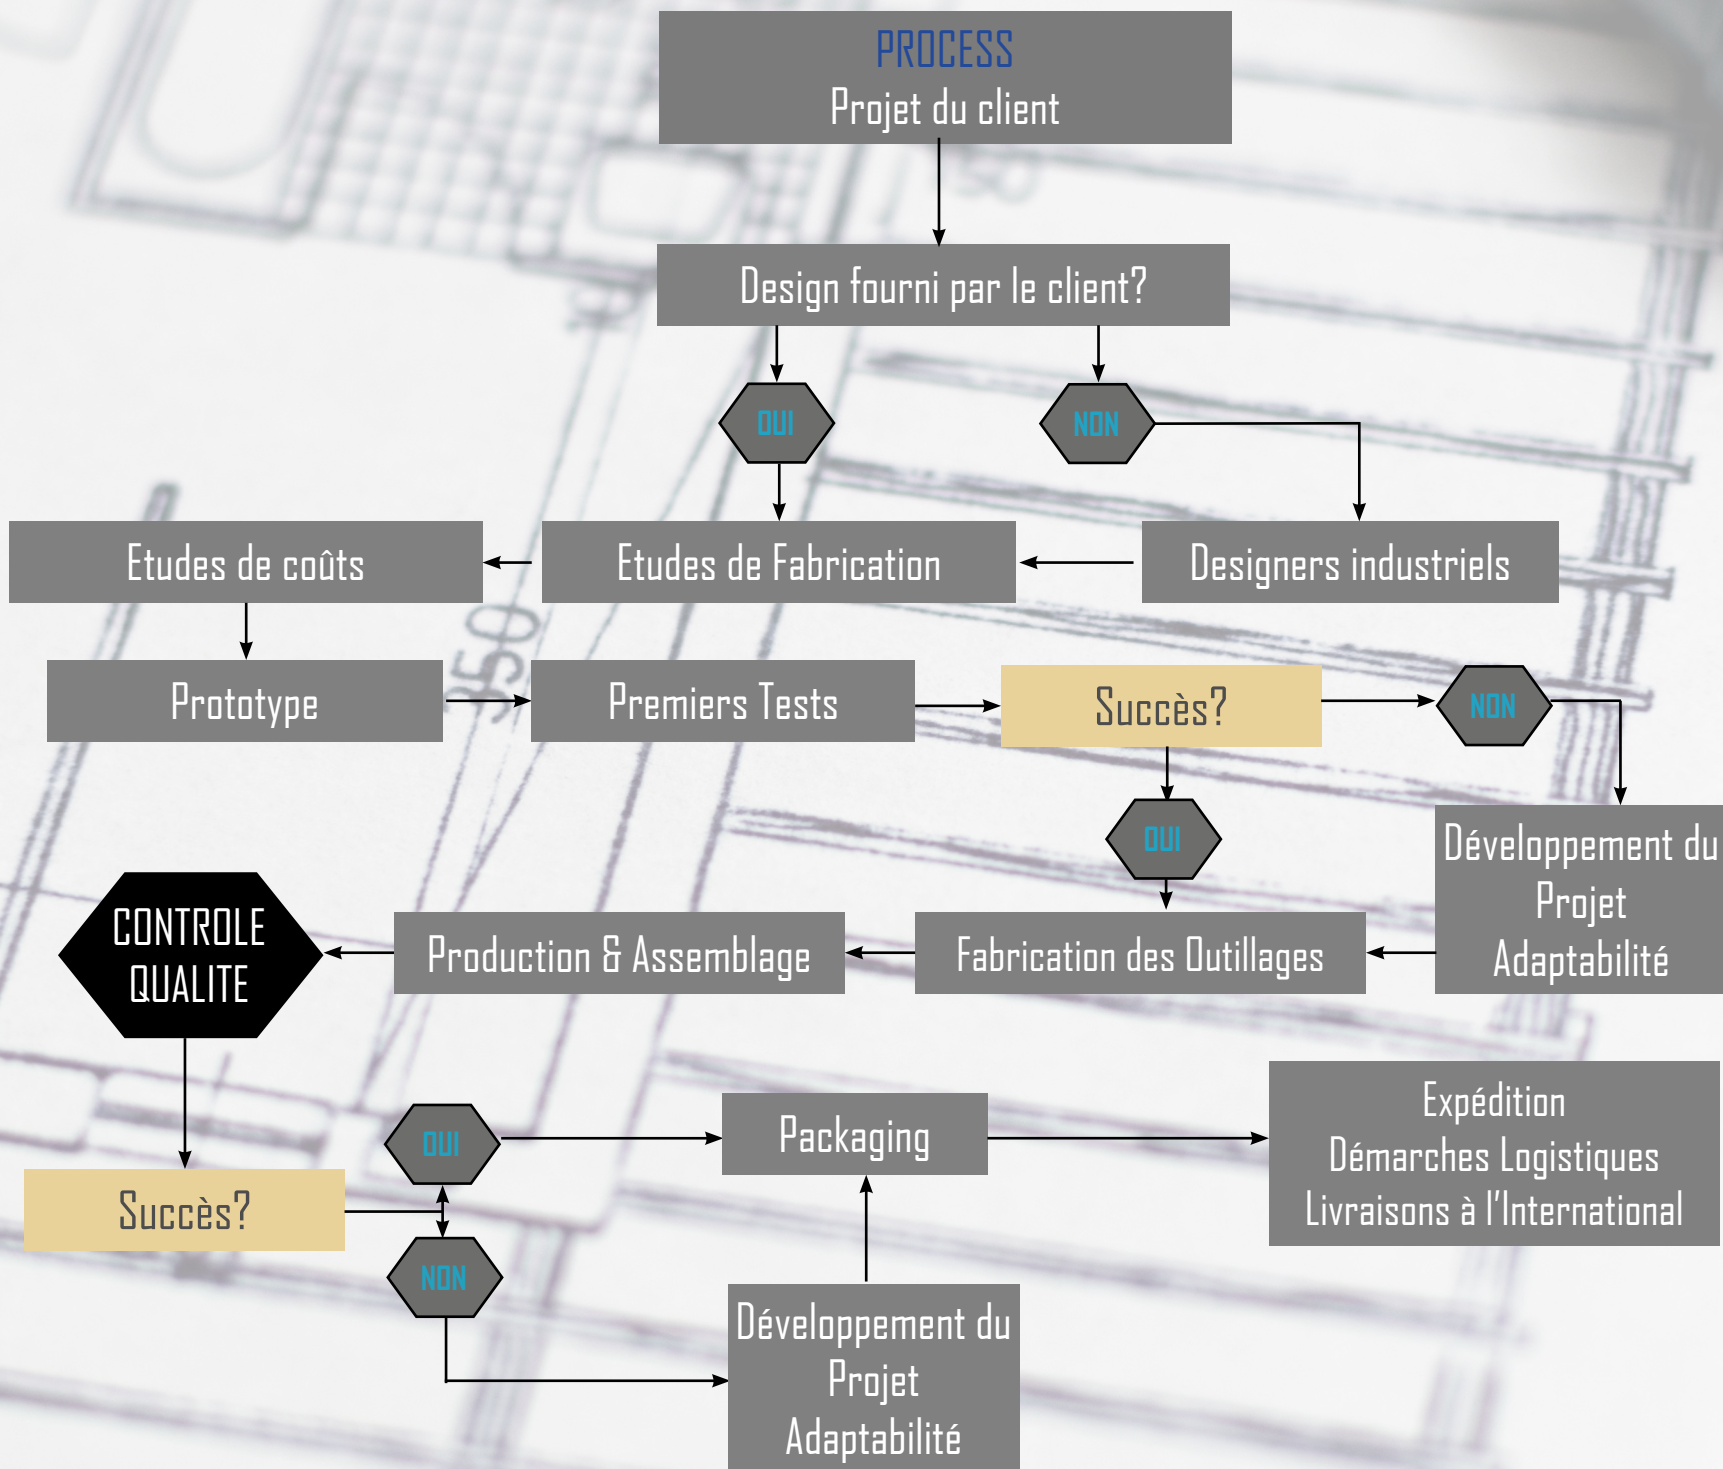 PROCESS
Projet du client
Design fourni par le client?
OUI
NON
Etudes de coûts
Etudes de Fabrication
Designers industriels
Prototype
Premiers Tests
Succès?
NON
OUI
Développement du
Projet
Adaptabilité
CONTROLE
QUALITE
Production & Assemblage
Fabrication des Outillages
Succès?
OUI
NON
Packaging
Expédition
Démarches Logistiques
Livraisons à l'International
Développement du
Projet
Adaptabilité
350